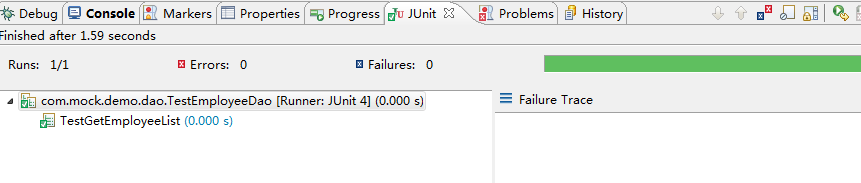 Debug Console Markers Properties Progress JUnit Problems History
Finished after 1.59 seconds
Runs: 1/1 Errors: 0 Failures: 0
com.mock.demo.dao.TestEmployeeDao [Runner: JUnit 4] (0.000 s)
Failure Trace
TestGetEmployeeList (0.000 s)